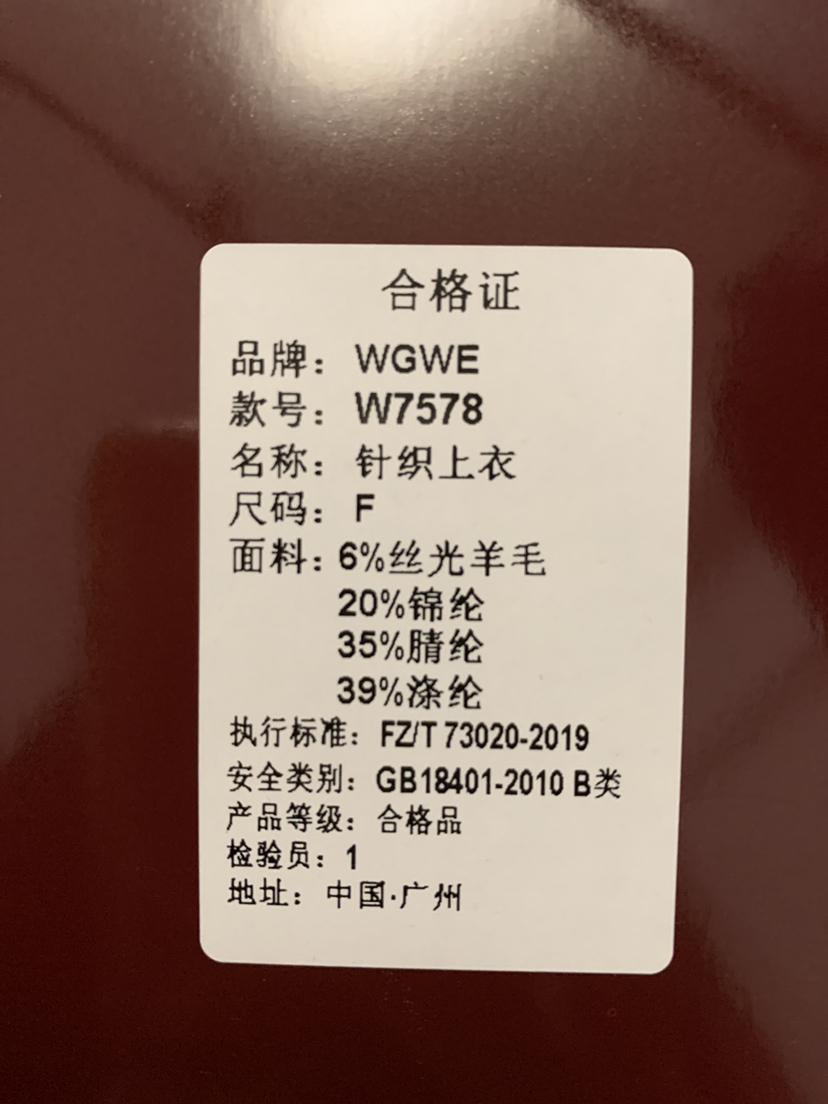 合格证
品牌：WGWE
款号：W7578
名称：针织上衣
尺码：F
面料：6%丝光羊毛
20%锦纶
35%腈纶
39%涤纶
执行标准：FZ/T 73020-2019
安全类别：GB18401-2010 B类
产品等级：合格品
检验员：1
地址：中国·广州